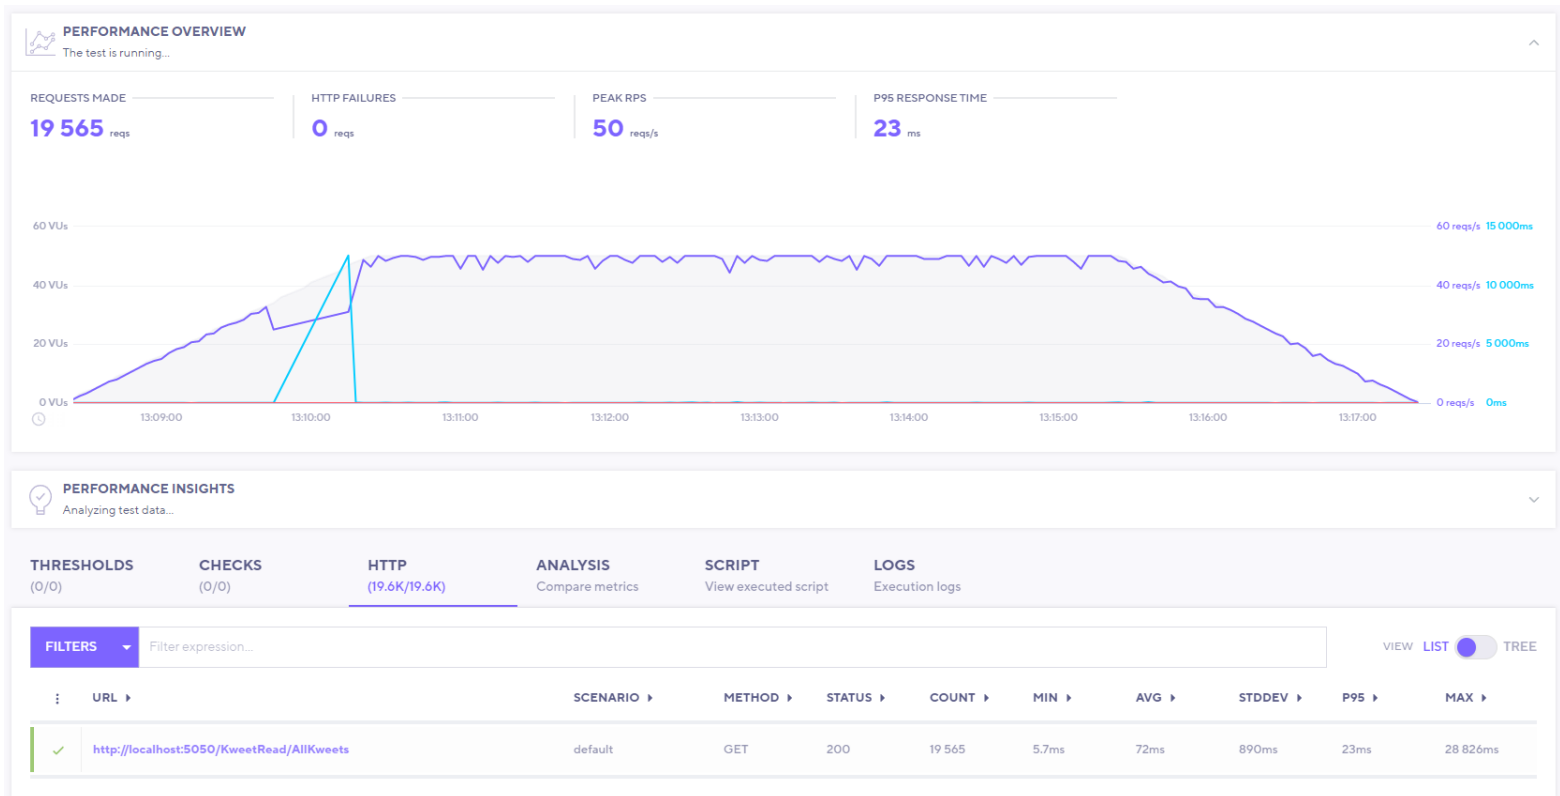 PERFORMANCE OVERVIEW
The test is running...
REQUESTS MADE HTTP FAILURES PEAK RPS P95 RESPONSE TIME
19 565 reqs 0 reqs 50 reqs/s 23 ms
60 VUs 60 reqs/s 15 000ms
40 VUs 40 reqs/s 10 000ms
20 VUs 20 reqs/s 5 000ms
0 VUs 0 reqs/s 0ms
13:09:00 13:10:00 13:11:00 13:12:00 13:13:00 13:14:00 13:15:00 13:16:00 13:17:00
PERFORMANCE INSIGHTS
Analyzing test data...
THRESHOLDS CHECKS HTTP ANALYSIS SCRIPT LOGS
(0/0) (0/0) (19.6K/19.6K) Compare metrics View executed script Execution logs
FILTERS Filter expression... VIEW LIST TREE
URL SCENARIO METHOD STATUS COUNT MIN AVG STDDEV P95 MAX
http://localhost:5050/KweetRead/AllKweets default GET 200 19 565 5.7ms 72ms 890ms 23ms 28 826ms